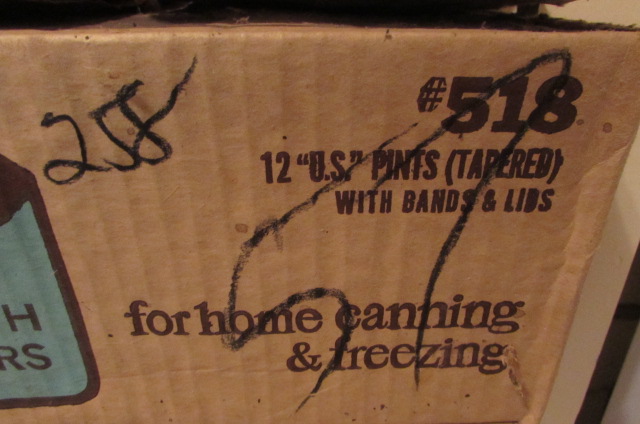 258
#518
12 "U.S." PINTS (TAPERED)
WITH BANDS & LIDS
H
RS
for home canning
& freezing